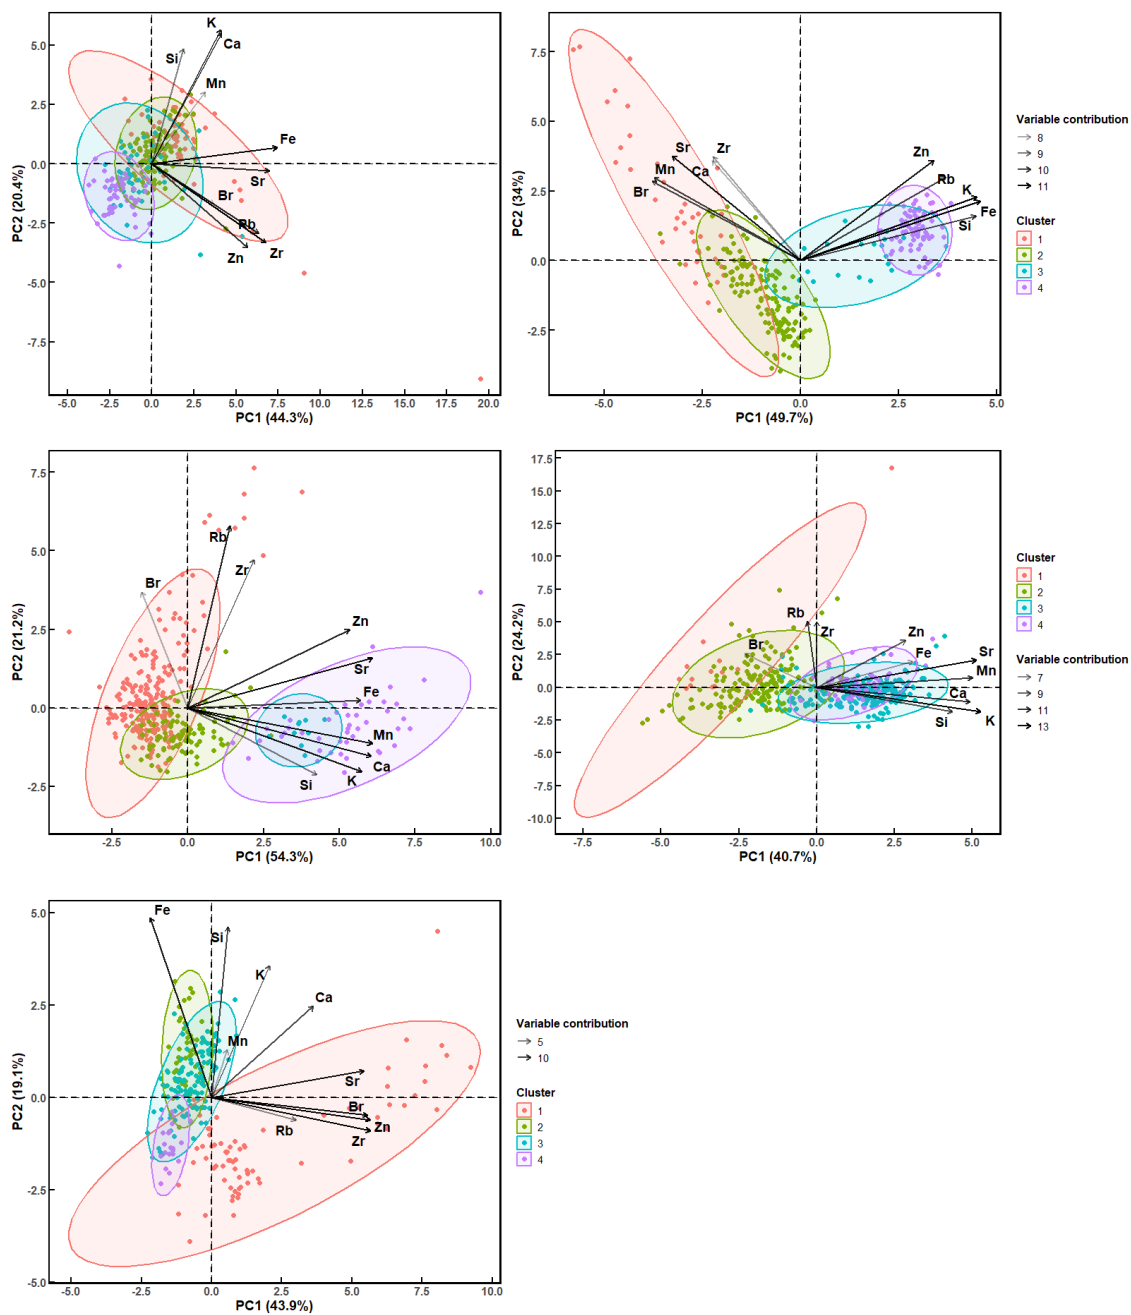 K
Ca
Si
Mn
Fe
Sr
Br
Rb
Zn
Zr
5.0
2.5
0.0
-2.5
-5.0
-7.5
PC2 (20.4%)
-5.0 -2.5 0.0 2.5 5.0 7.5 10.0 12.5 15.0 17.5 20.0
PC1 (44.3%)
Sr
Zr
Mn
Ca
Br
Zn
Rb
K
Fe
Si
7.5
5.0
2.5
0.0
-2.5
PC2 (34%)
-5.0 -2.5 0.0 2.5 5.0
PC1 (49.7%)
Variable contribution
8
9
10
11
Cluster
1
2
3
4
Rb
Zr
Br
Zn
Sr
Fe
Mn
Ca
K
Si
7.5
5.0
2.5
0.0
-2.5
PC2 (21.2%)
-2.5 0.0 2.5 5.0 7.5 10.0
PC1 (54.3%)
Rb
Zr
Zn
Br
Fe
Sr
Mn
Ca
Si
K
17.5
15.0
12.5
10.0
7.5
5.0
2.5
0.0
-2.5
-5.0
-7.5
-10.0
PC2 (24.2%)
-7.5 -5.0 -2.5 0.0 2.5 5.0
PC1 (40.7%)
Cluster
1
2
3
4
Variable contribution
7
9
11
13
Fe
Si
K
Ca
Mn
Sr
Br
Zn
Rb
Zr
5.0
2.5
0.0
-2.5
-5.0
PC2 (19.1%)
-5.0 -2.5 0.0 2.5 5.0 7.5 10.0
PC1 (43.9%)
Variable contribution
5
10
Cluster
1
2
3
4